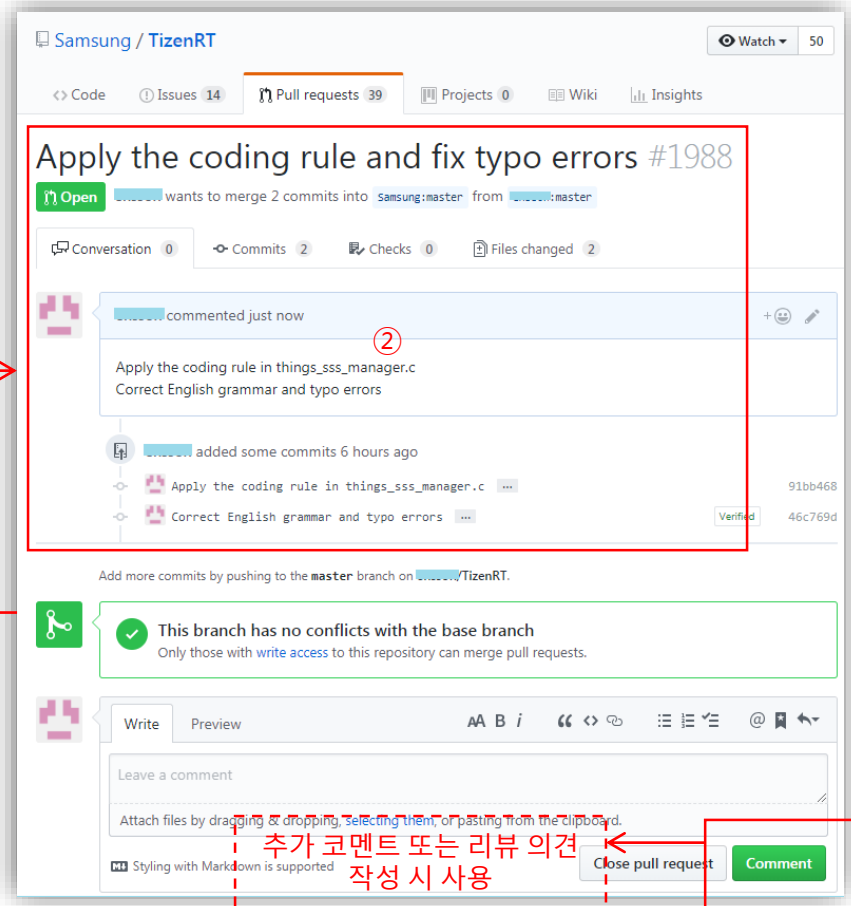 Samsung / TizenRT
Watch 50
Code Issues 14 Pull requests 39 Projects 0 Wiki Insights
Apply the coding rule and fix typo errors #1988
Open wants to merge 2 commits into Samsung:master from :master
Conversation 0 Commits 2 Checks 0 Files changed 2
commented just now
②
Apply the coding rule in things_sss_manager.c
Correct English grammar and typo errors
added some commits 6 hours ago
Apply the coding rule in things_sss_manager.c ... 91bb468
Correct English grammar and typo errors ... Verified 46c769d
Add more commits by pushing to the master branch on /TizenRT.
This branch has no conflicts with the base branch
Only those with write access to this repository can merge pull requests.
Write Preview AA B i “ <> @
Leave a comment
Attach files by dragging & dropping, selecting them, or pasting from the clipboard.
추가 코멘트 또는 리뷰 의견
작성 시 사용
Styling with Markdown is supported
Close pull request Comment